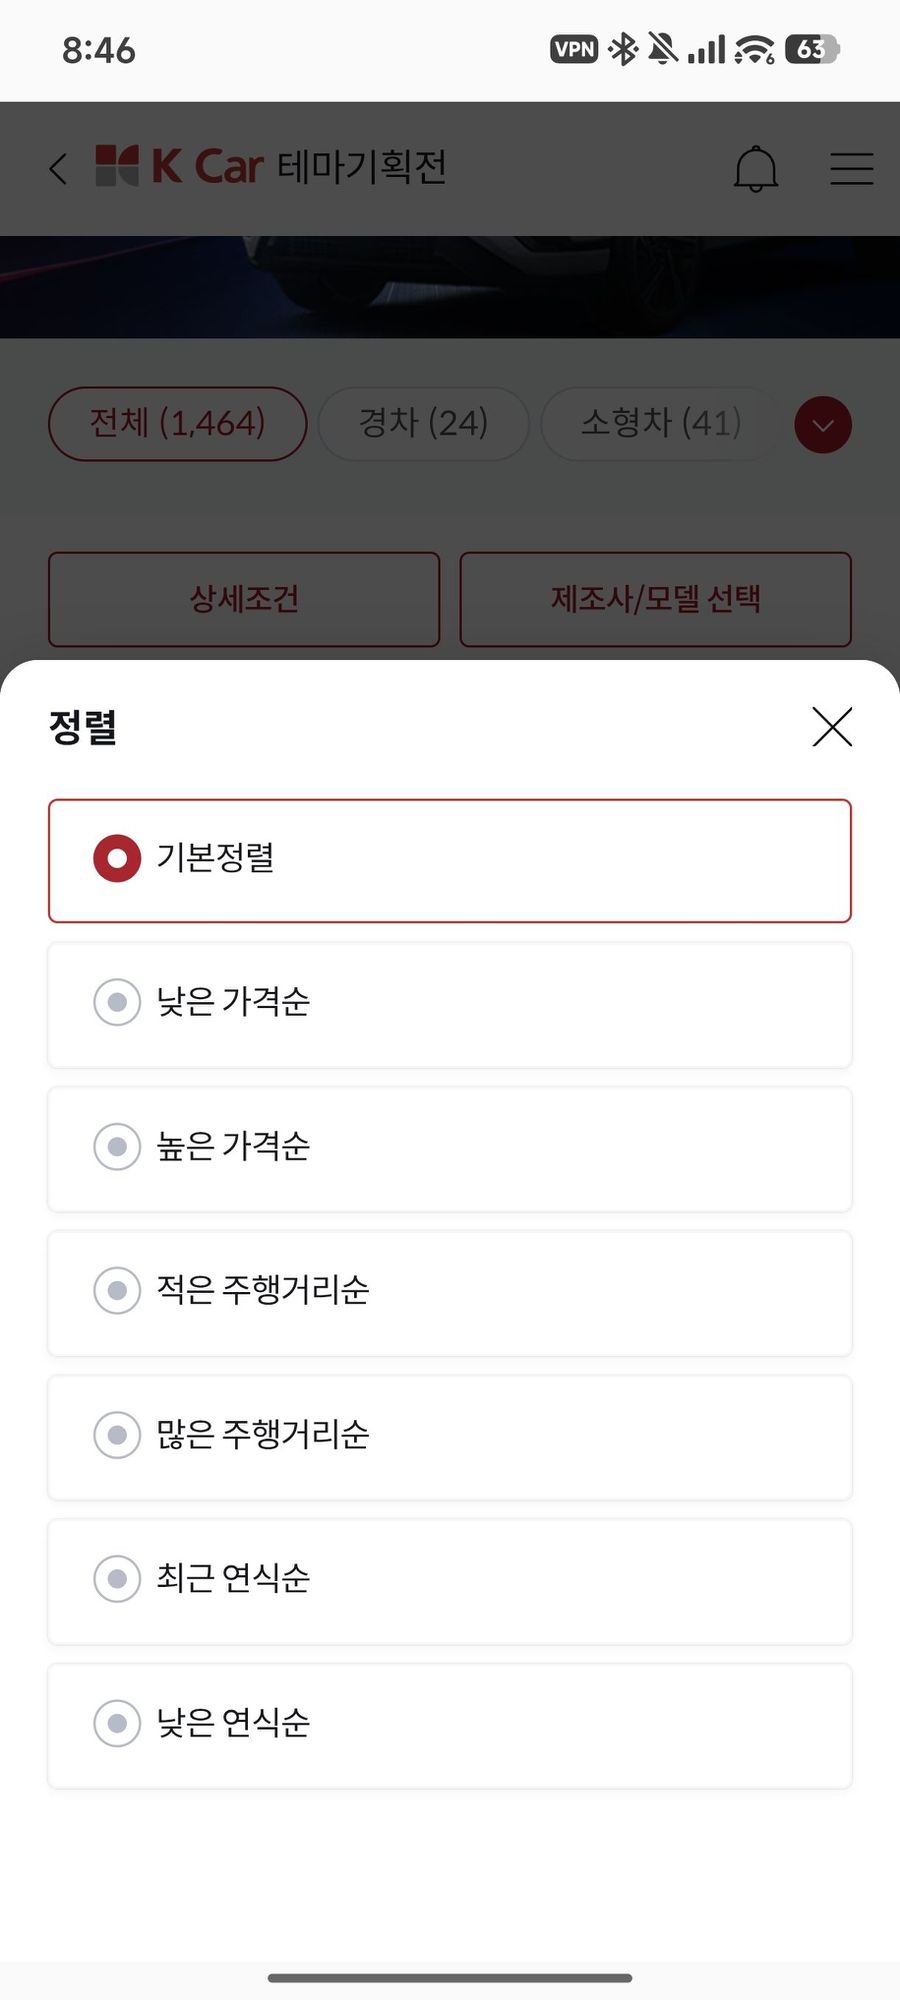 8:46
VPN
63
K Car 테마기획전
전체 (1,464)
경차 (24)
소형차 (41)
상세조건
제조사/모델 선택
정렬
기본정렬
낮은 가격순
높은 가격순
적은 주행거리순
많은 주행거리순
최근 연식순
낮은 연식순